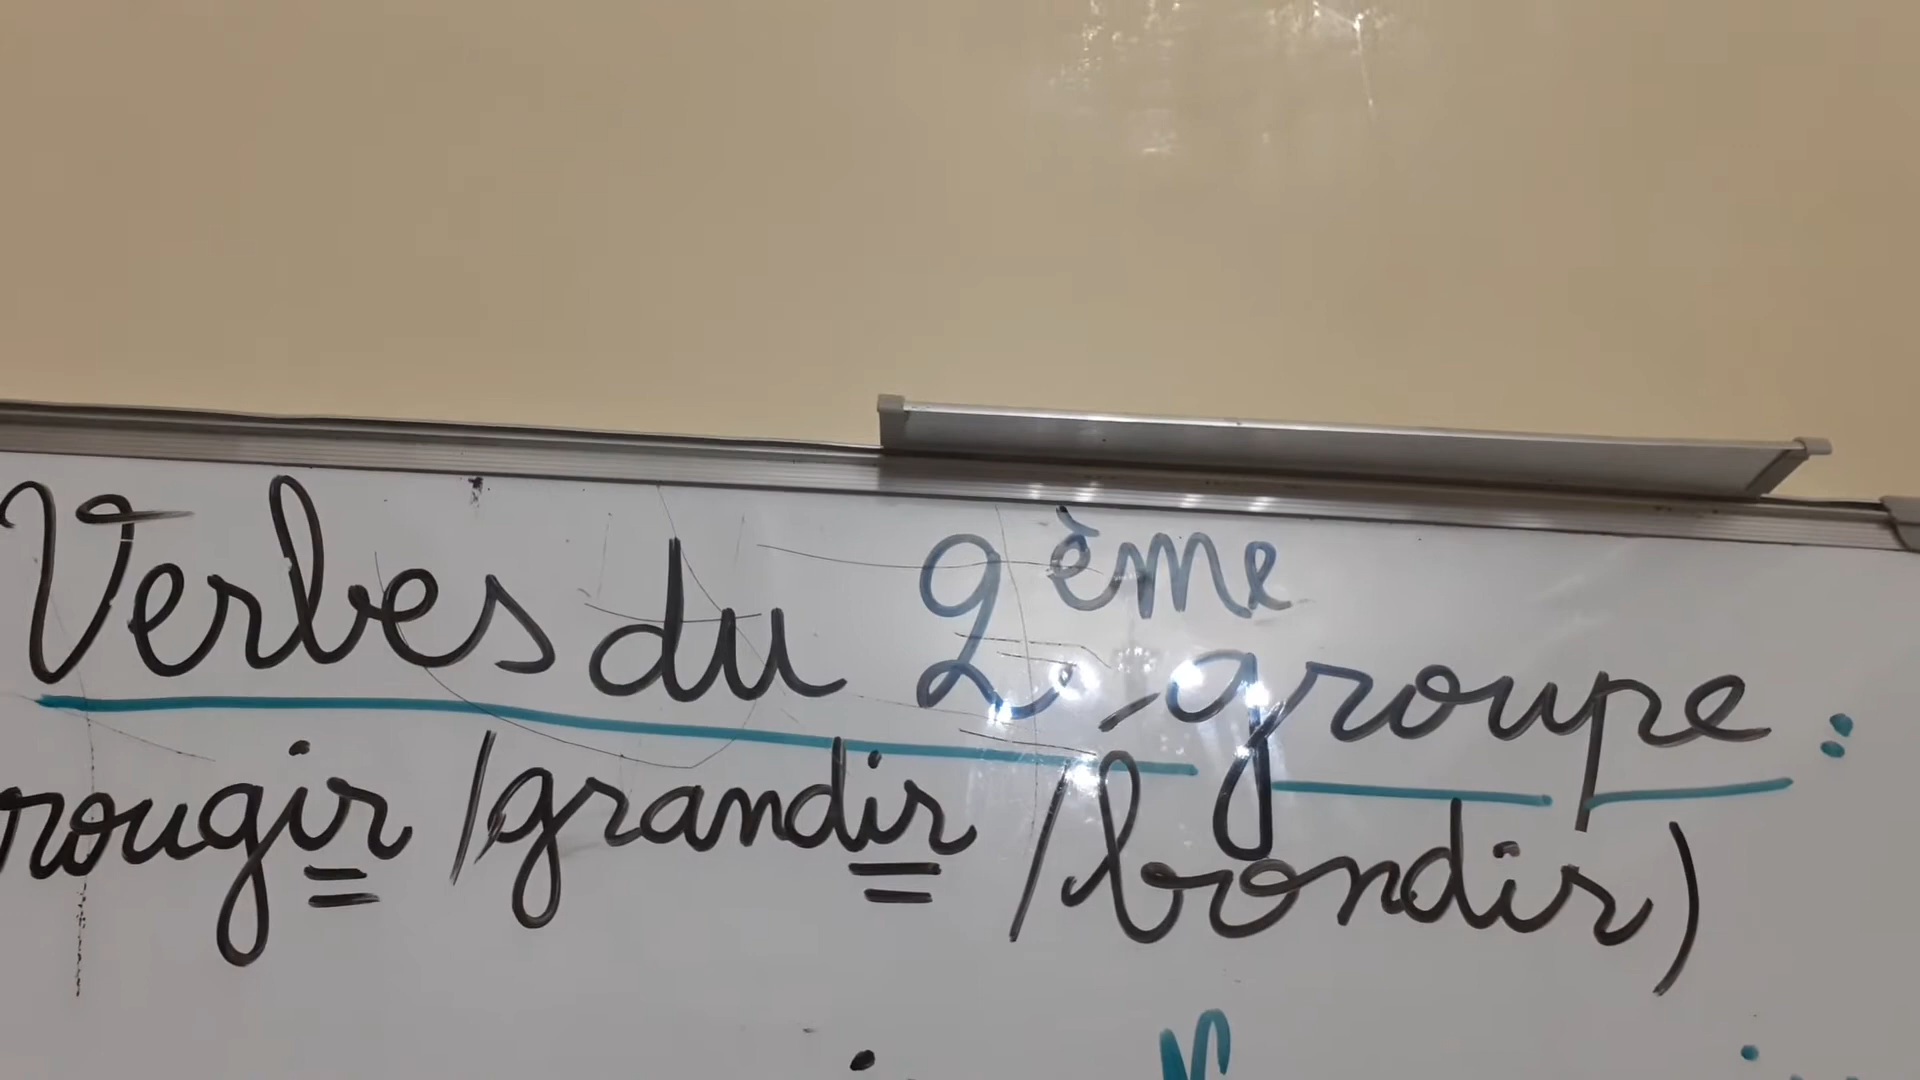 Verbes du 2ème groupe :
rougir / grandir / bondir)